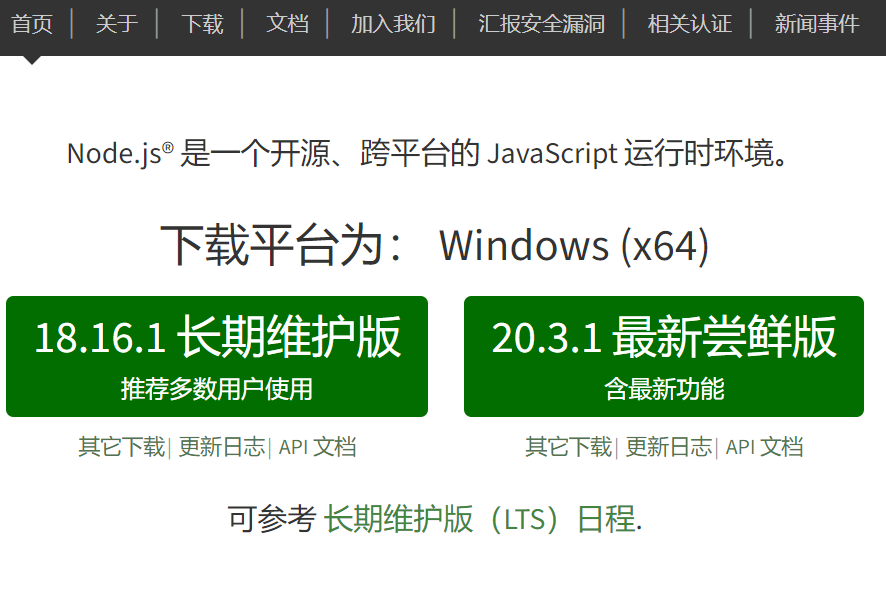 首页 | 关于 | 下载 | 文档 | 加入我们 | 汇报安全漏洞 | 相关认证 | 新闻事件
Node.js® 是一个开源、跨平台的 JavaScript 运行时环境。
下载平台为： Windows (x64)
18.16.1 长期维护版
推荐多数用户使用
其它下载| 更新日志| API 文档
20.3.1 最新尝鲜版
含最新功能
其它下载| 更新日志| API 文档
可参考 长期维护版（LTS）日程.